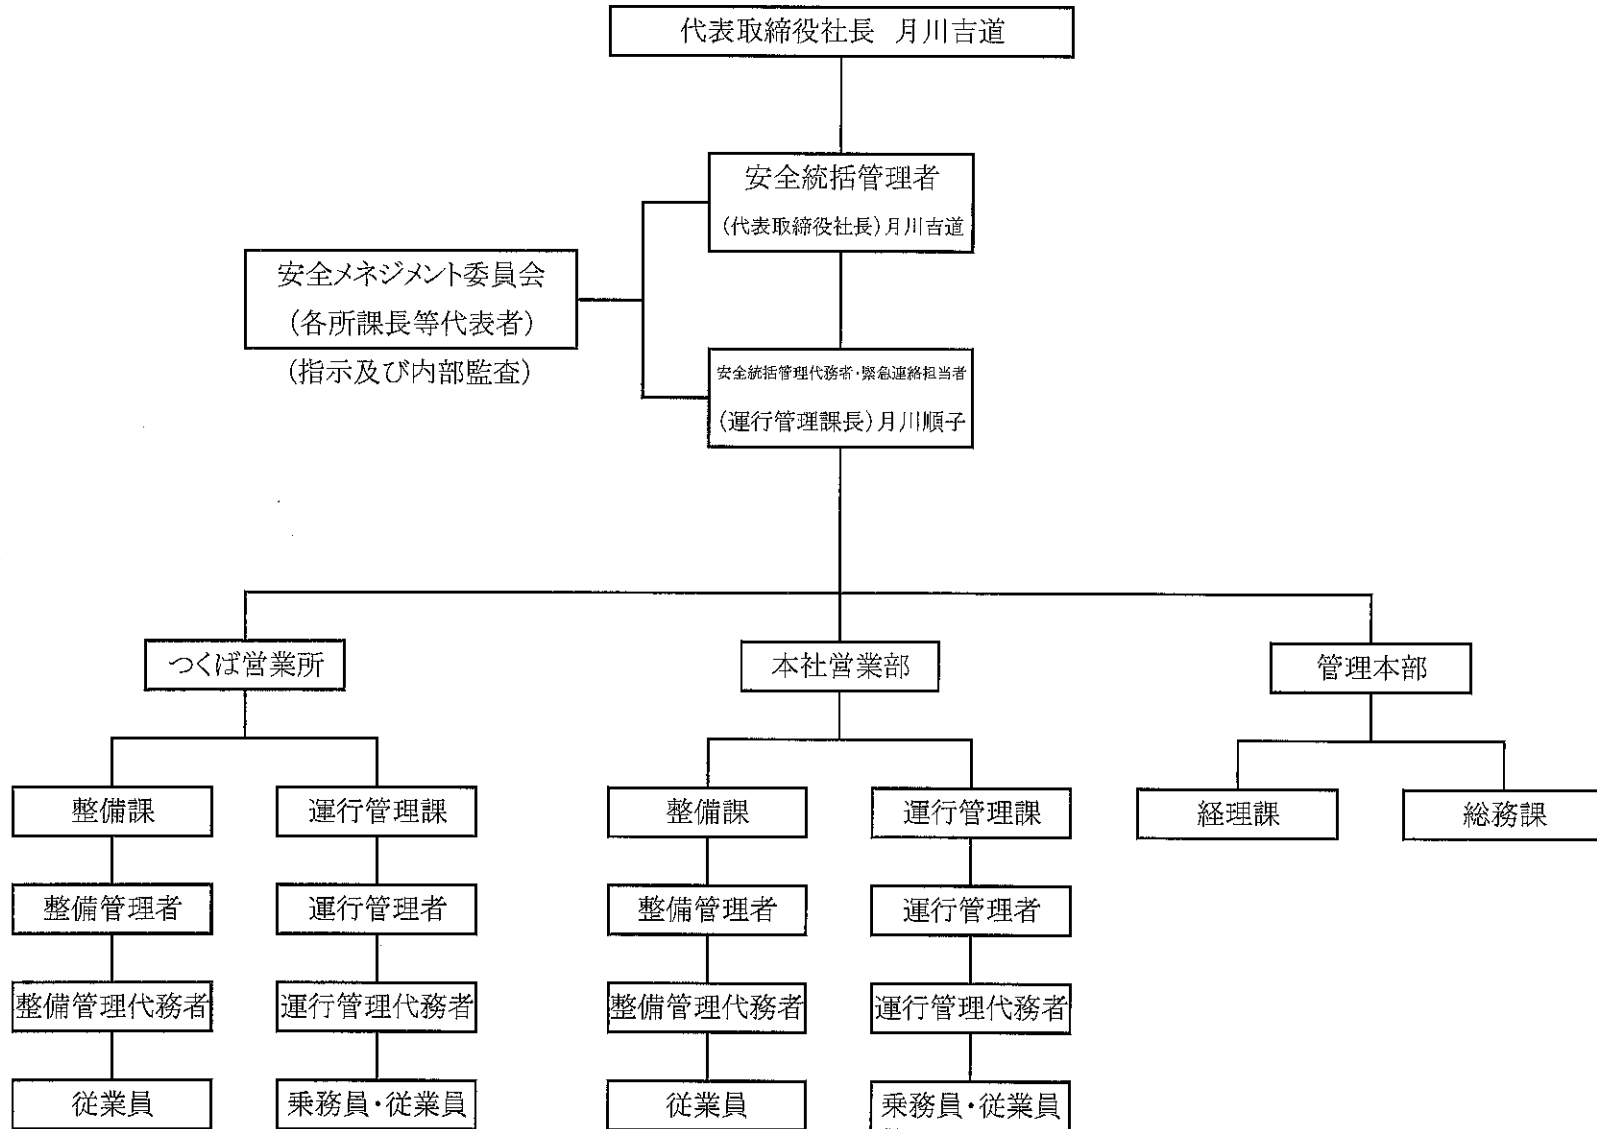 代表取締役社長 月川吉道
安全統括管理者
(代表取締役社長)月川吉道
安全メネジメント委員会
(各所課長等代表者)
(指示及び内部監査)
安全統括管理代務者・緊急連絡担当者
(運行管理課長)月川順子
つくば営業所
本社営業部
管理本部
整備課
運行管理課
整備課
運行管理課
経理課
総務課
整備管理者
運行管理者
整備管理者
運行管理者
整備管理代務者
運行管理代務者
整備管理代務者
運行管理代務者
従業員
乗務員・従業員
従業員
乗務員・従業員